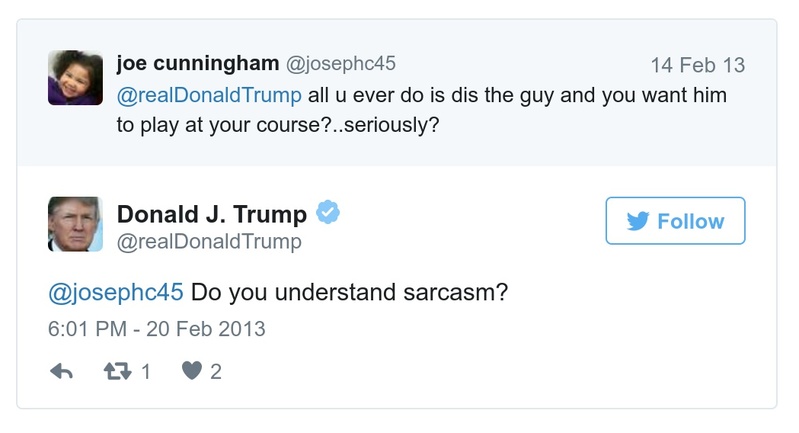 joe cunningham @josephc45 14 Feb 13
@realDonaldTrump all u ever do is dis the guy and you want him
to play at your course?..seriously?
Donald J. Trump
@realDonaldTrump
Follow
@josephc45 Do you understand sarcasm?
6:01 PM - 20 Feb 2013
1 2